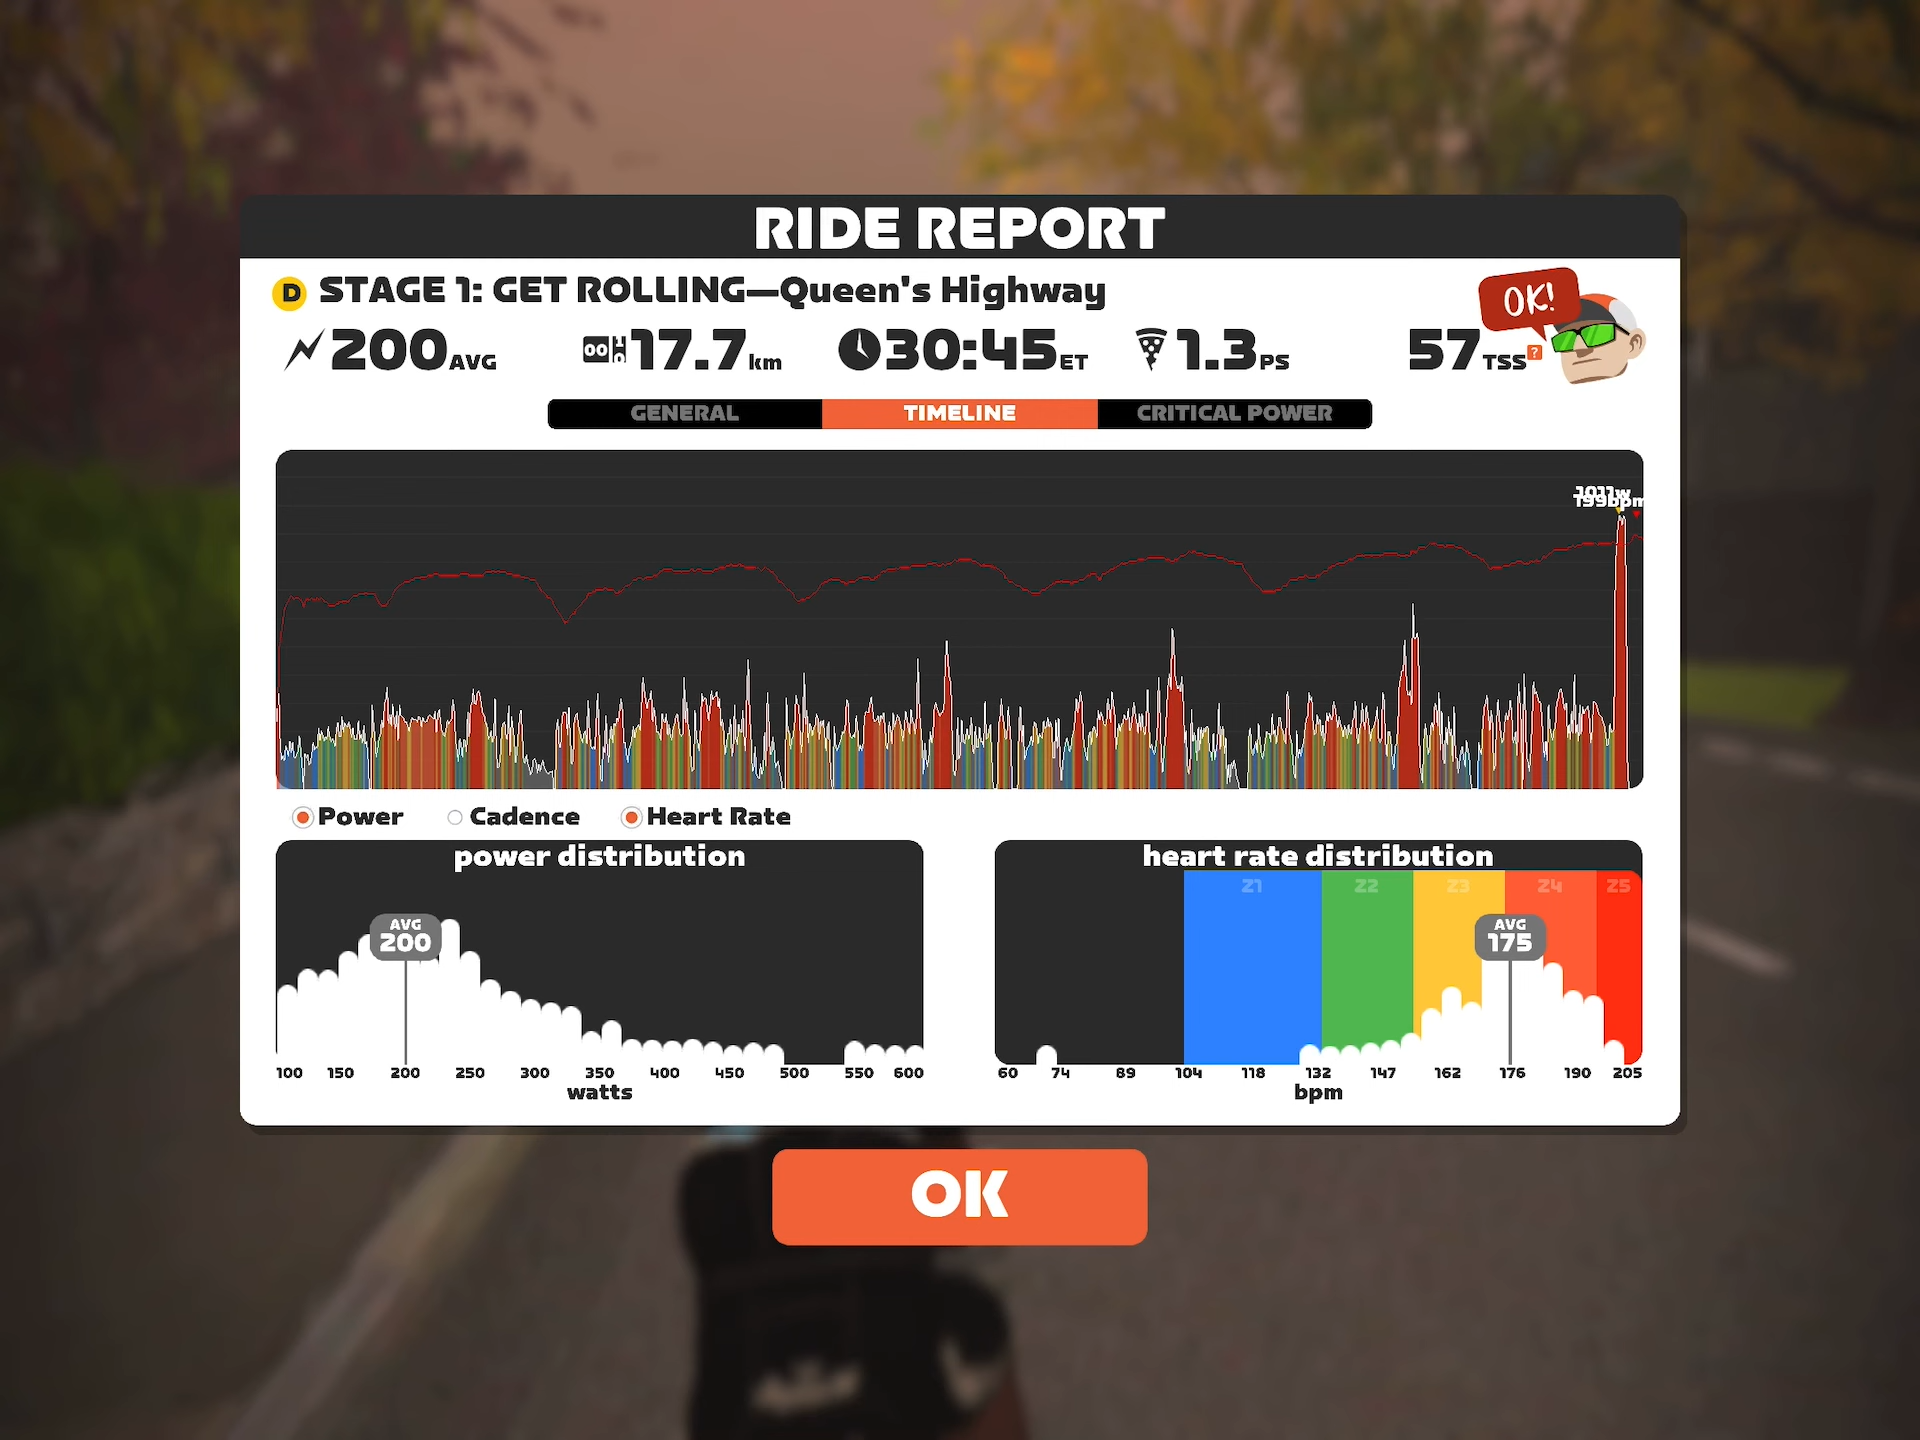 RIDE REPORT
D STAGE 1: GET ROLLING—Queen's Highway
OK!
200AVG 17.7km 30:45ET 1.3PS 57TSS?
GENERAL TIMELINE CRITICAL POWER
199bpm
Power Cadence Heart Rate
power distribution
AVG
200
100 150 200 250 300 350 400 450 500 550 600
watts
heart rate distribution
Z1 Z2 Z3 Z4 Z5
AVG
175
60 74 89 104 118 132 147 162 176 190 205
bpm
OK